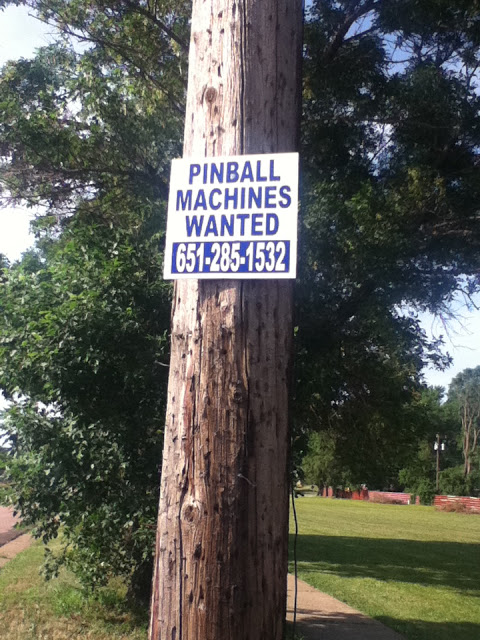 PINBALL
MACHINES
WANTED
651-285-1532